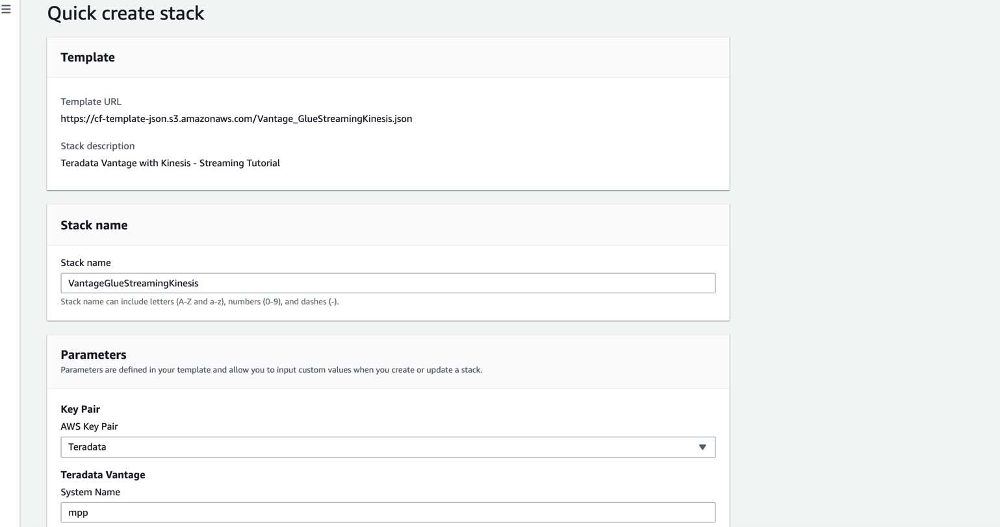 Quick create stack
Template
Template URL
https://cf-template-json.s3.amazonaws.com/Vantage_GlueStreamingKinesis.json
Stack description
Teradata Vantage with Kinesis - Streaming Tutorial
Stack name
Stack name
VantageGlueStreamingKinesis
Stack name can include letters (A-Z and a-z), numbers (0-9), and dashes (-).
Parameters
Parameters are defined in your template and allow you to input custom values when you create or update a stack.
Key Pair
AWS Key Pair
Teradata
Teradata Vantage
System Name
mpp